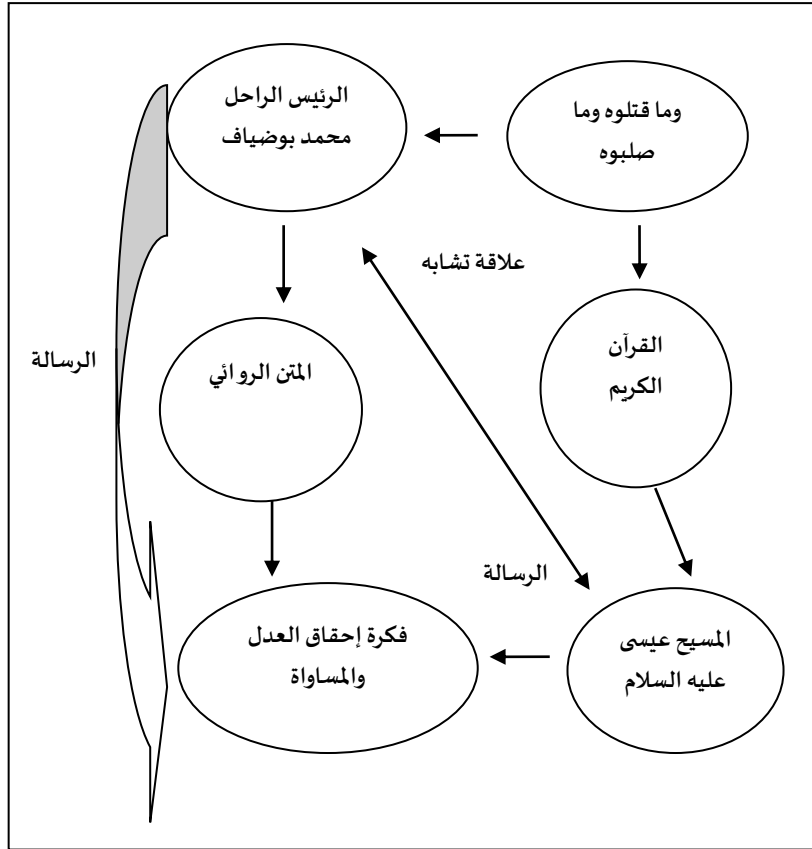 وما قتلوه وما
صلبوه
الرئيس الراحل
محمد بوضياف
علاقة تشابه
القرآن
الكريم
المتن الروائي
الرسالة
الرسالة
المسيح عيسى
عليه السلام
فكرة إحقاق العدل
والمساواة